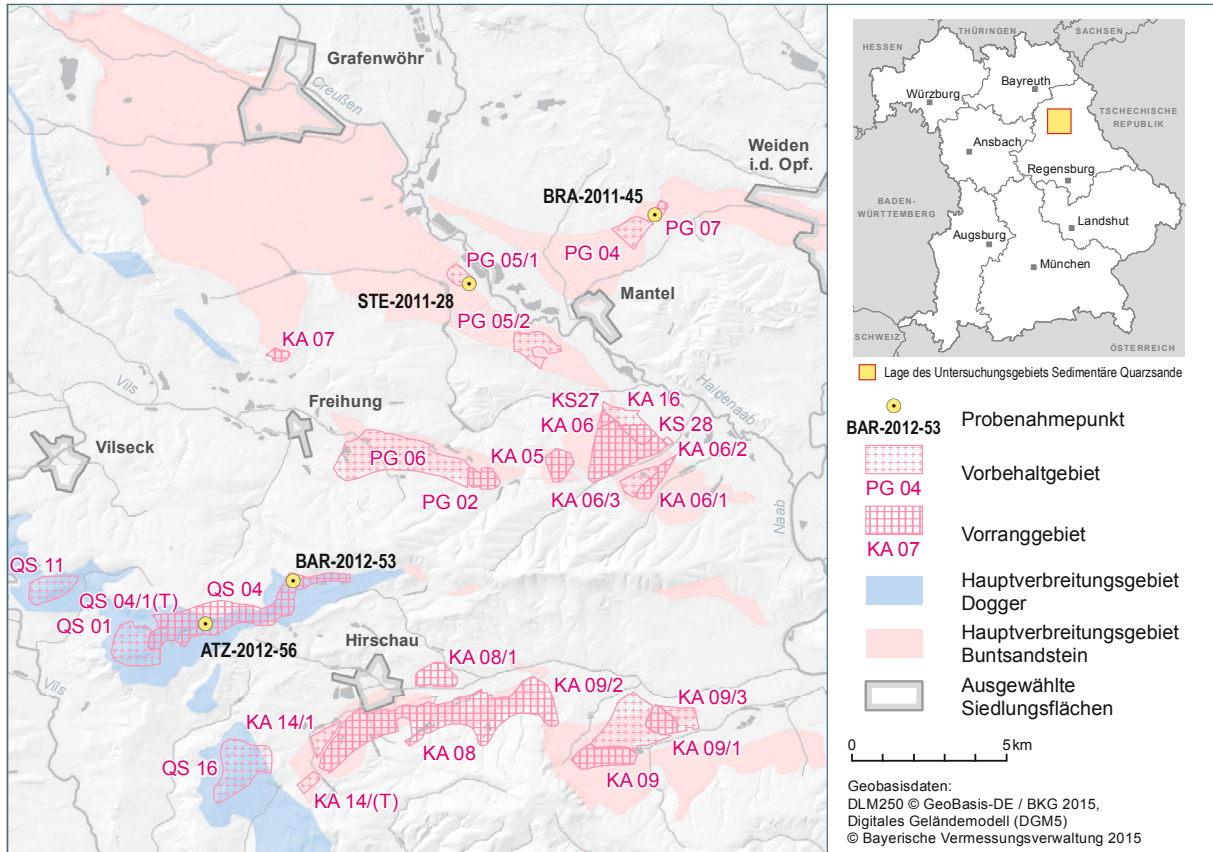 Grafenwöhr
Creußen
Weiden
i.d. Opf.
BRA-2011-45
PG 07
PG 04
PG 05/1
STE-2011-28
Mantel
PG 05/2
KA 07
Haidenaab
Vils
Freihung
KS27
KA 16
KA 06
KS 28
Vilseck
PG 06
KA 05
KA 06/2
PG 02
KA 06/3
KA 06/1
Naab
BAR-2012-53
QS 11
QS 04
QS 04/1(T)
QS 01
ATZ-2012-56
Hirschau
KA 08/1
Vils
KA 09/2
KA 09/3
KA 14/1
KA 08
KA 09/1
QS 16
KA 09
KA 14/(T)
THÜRINGEN
SACHSEN
HESSEN
Bayreuth
Würzburg
TSCHECHISCHE
REPUBLIK
Ansbach
Regensburg
BADEN-
WÜRTTEMBERG
Landshut
Augsburg
München
SCHWEIZ
ÖSTERREICH
Lage des Untersuchungsgebiets Sedimentäre Quarzsande
BAR-2012-53
Probenahmepunkt
Vorbehaltgebiet
PG 04
Vorranggebiet
KA 07
Hauptverbreitungsgebiet
Dogger
Hauptverbreitungsgebiet
Buntsandstein
Ausgewählte
Siedlungsflächen
0 5 km
Geobasisdaten:
DLM250 © GeoBasis-DE / BKG 2015,
Digitales Geländemodell (DGM5)
© Bayerische Vermessungsverwaltung 2015